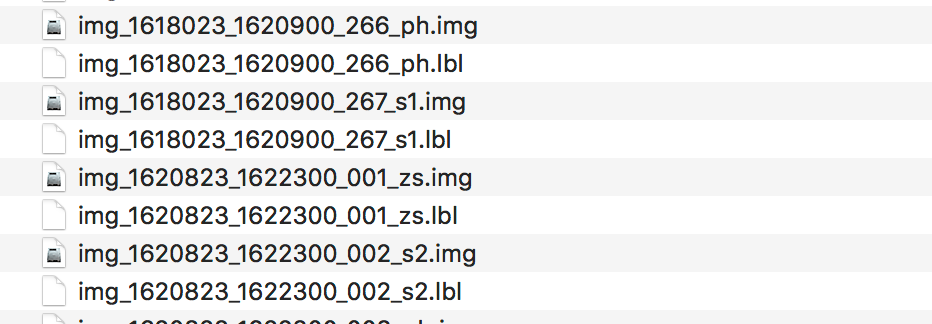 img_1618023_1620900_266_ph.img
img_1618023_1620900_266_ph.lbl
img_1618023_1620900_267_s1.img
img_1618023_1620900_267_s1.lbl
img_1620823_1622300_001_zs.img
img_1620823_1622300_001_zs.lbl
img_1620823_1622300_002_s2.img
img_1620823_1622300_002_s2.lbl